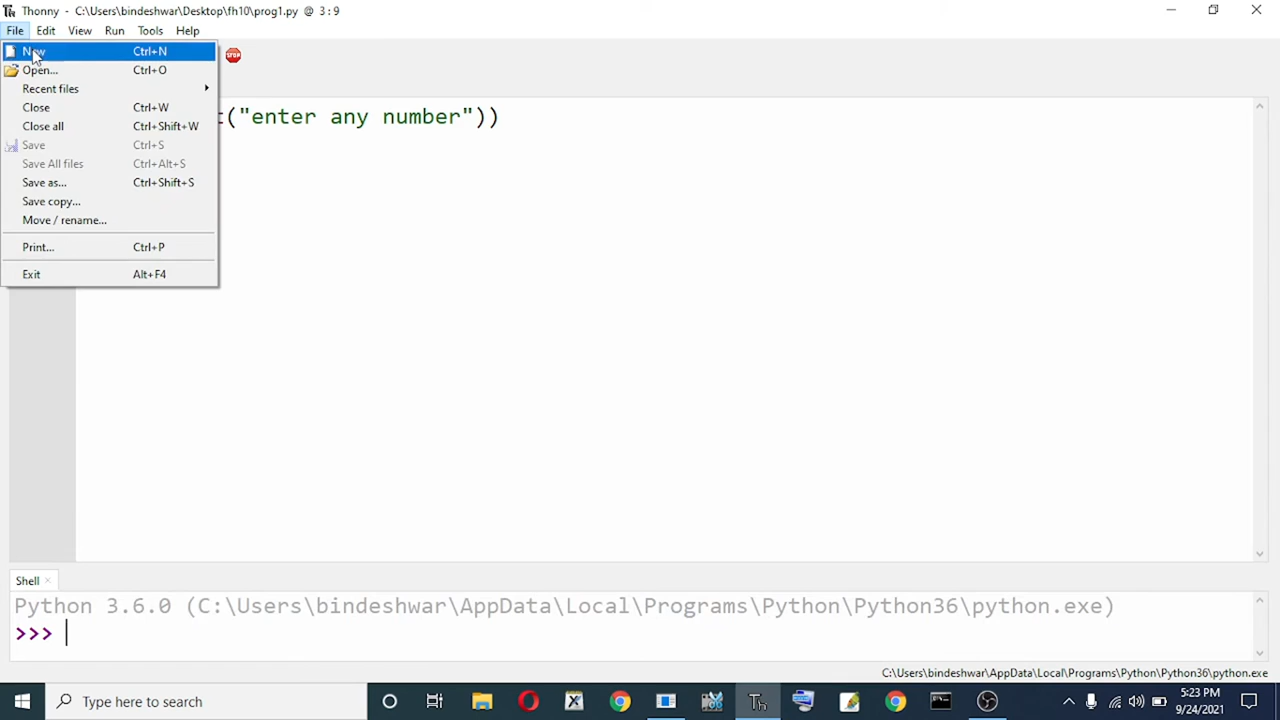 Thonny - C:\Users\bindeshwar\Desktop\fh10\prog1.py @ 3:9
File Edit View Run Tools Help
New Ctrl+N
Open... Ctrl+O
Recent files
Close Ctrl+W
Close all Ctrl+Shift+W
Save Ctrl+S
Save All files Ctrl+Alt+S
Save as... Ctrl+Shift+S
Save copy...
Move / rename...
Print... Ctrl+P
Exit Alt+F4
STOP
t("enter any number"))
Shell
Python 3.6.0 (C:\Users\bindeshwar\AppData\Local\Programs\Python\Python36\python.exe)
>>>
C:\Users\bindeshwar\AppData\Local\Programs\Python\Python36\python.exe
Type here to search
5:23 PM
9/24/2021